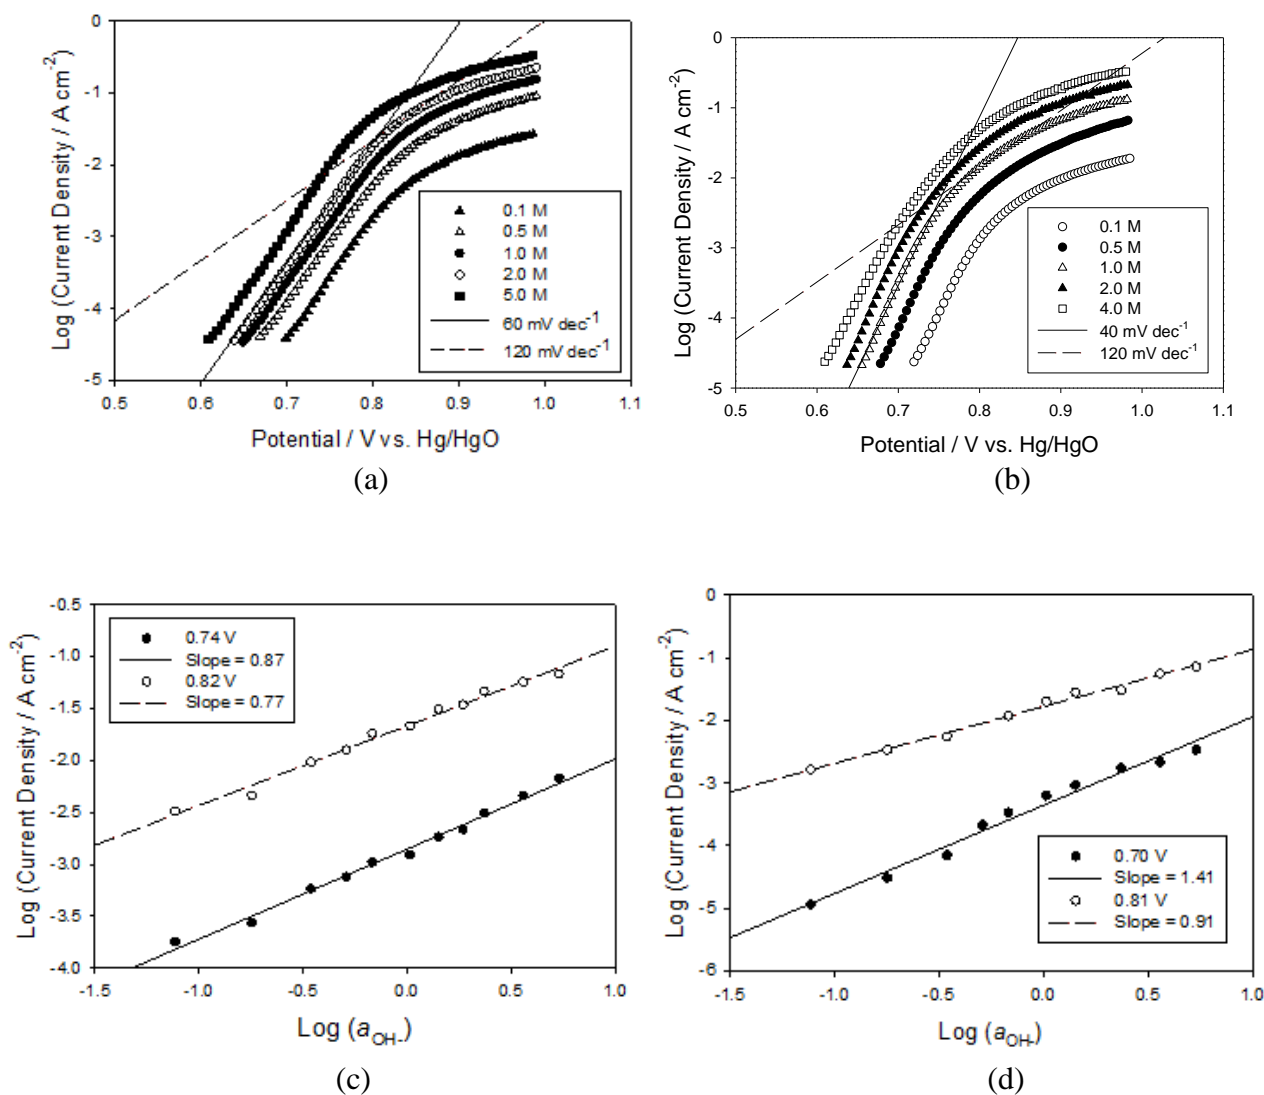 Log (Current Density / A cm-2)
0
-1
-2
-3
-4
-5
0.1 M
0.5 M
1.0 M
2.0 M
5.0 M
60 mV dec-1
120 mV dec-1
0.5 0.6 0.7 0.8 0.9 1.0 1.1
Potential / V vs. Hg/HgO
(a)
Log (Current Density / A cm-2)
0
-1
-2
-3
-4
-5
0.1 M
0.5 M
1.0 M
2.0 M
4.0 M
40 mV dec-1
120 mV dec-1
0.5 0.6 0.7 0.8 0.9 1.0 1.1
Potential / V vs. Hg/HgO
(b)
Log (Current Density / A cm-2)
-0.5
-1.0
-1.5
-2.0
-2.5
-3.0
-3.5
-4.0
0.74 V
Slope = 0.87
0.82 V
Slope = 0.77
-1.5 -1.0 -0.5 0.0 0.5 1.0
Log (aOH-)
(c)
Log (Current Density / A cm-2)
0
-1
-2
-3
-4
-5
-6
0.70 V
Slope = 1.41
0.81 V
Slope = 0.91
-1.5 -1.0 -0.5 0.0 0.5 1.0
Log (aOH-)
(d)